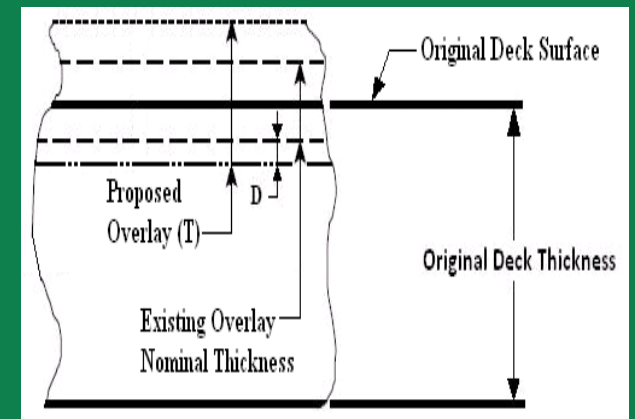 Original Deck Surface
Proposed
Overlay (T)
D
Original Deck Thickness
Existing Overlay
Nominal Thickness